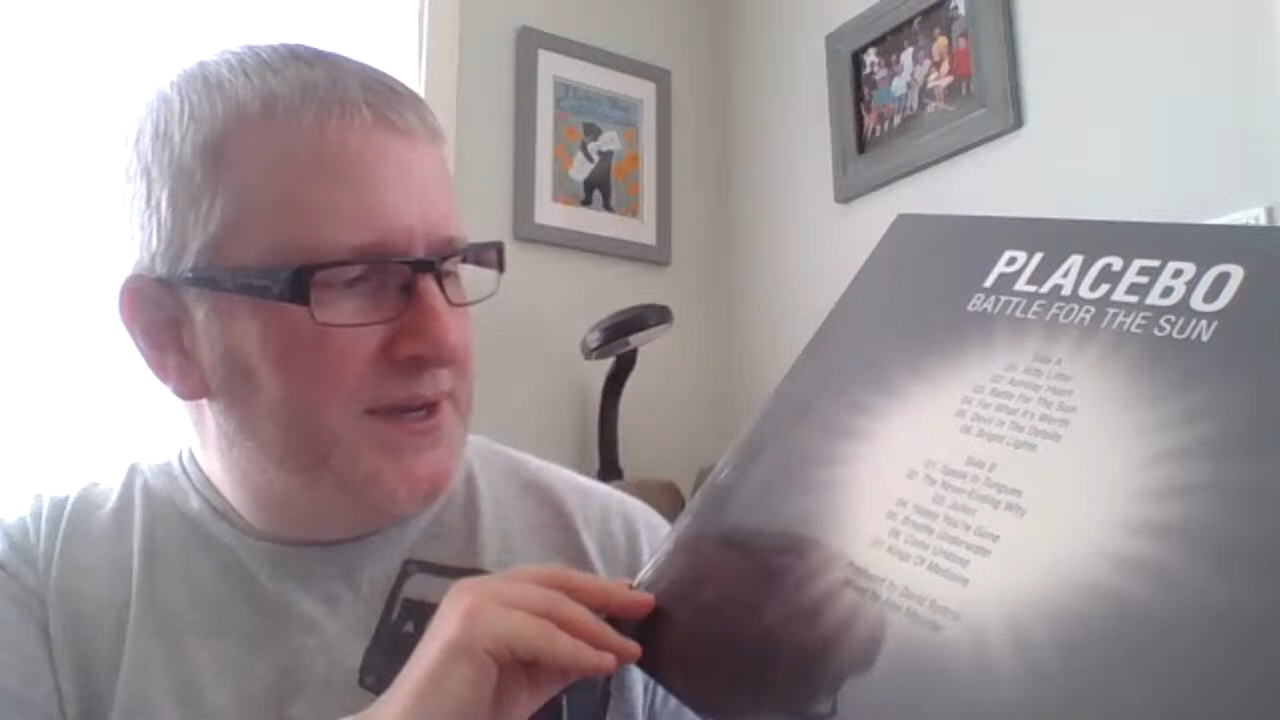 PLACEBO
BATTLE FOR THE SUN
Side A
01. Kitty Litter
02. Ashtray Heart
03. Battle For The Sun
04. For What It's Worth
05. Devil In The Details
06. Bright Lights
Side B
01. Speak In Tongues
02. The Never-Ending Why
03. Julien
04. Happy You're Gone
05. Breathe Underwater
06. Come Undone
07. Kings Of Medicine
Produced by David
A